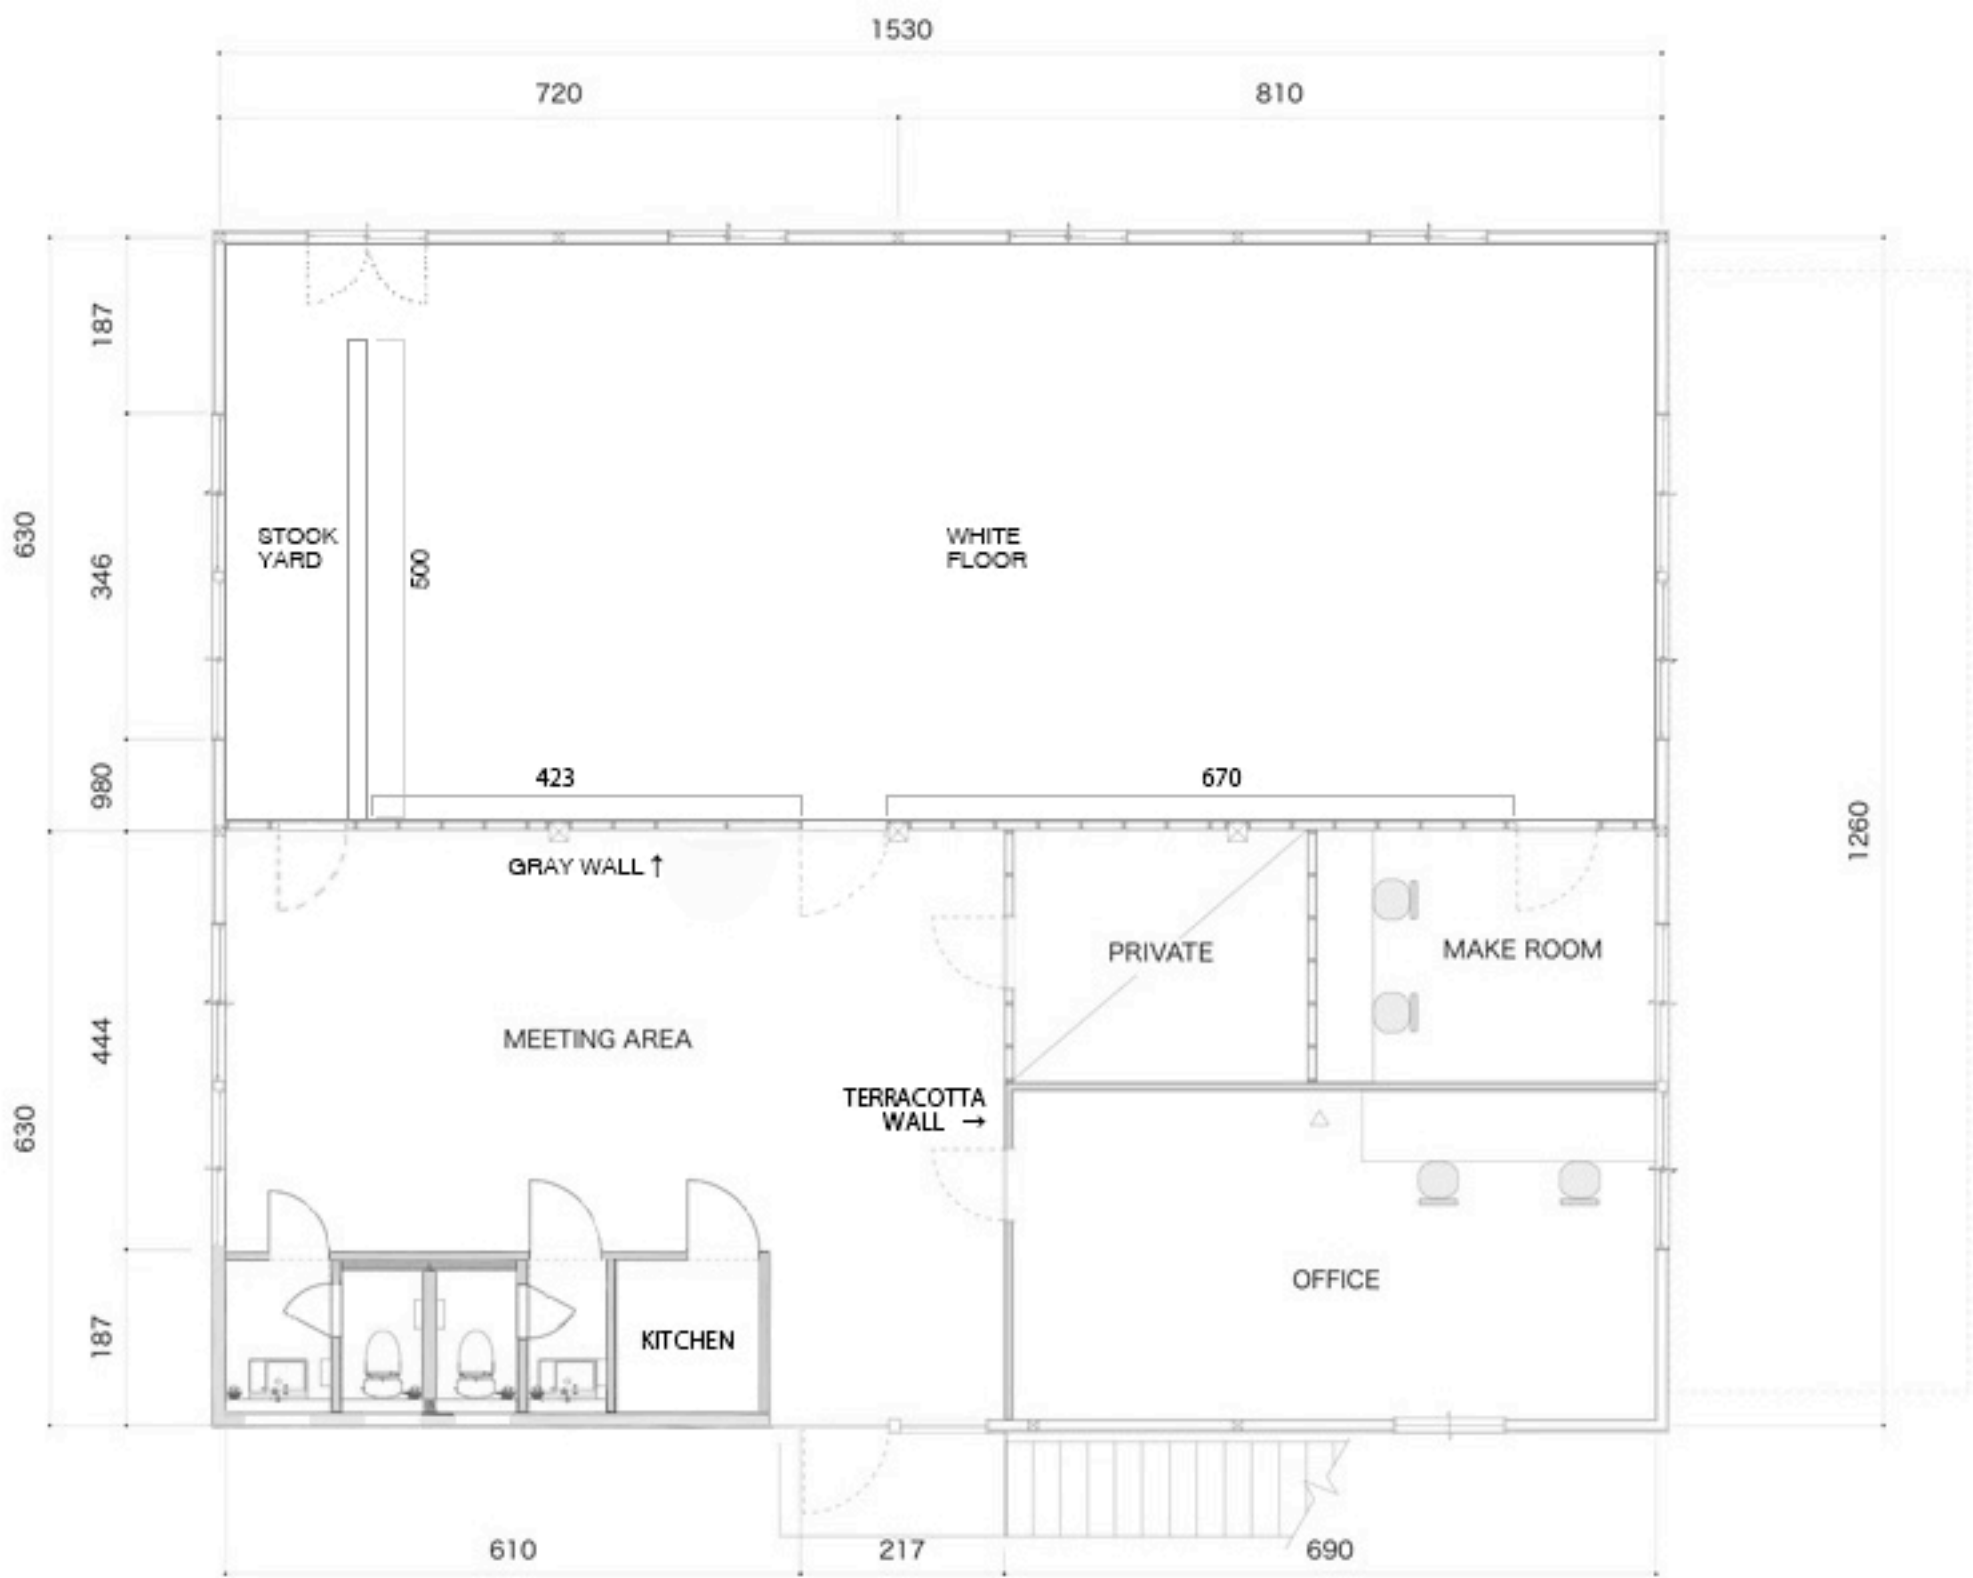 1530
720
810
187
630
346
980
STOOK
YARD
500
WHITE
FLOOR
423
670
1260
GRAY WALL ↑
PRIVATE
MAKE ROOM
MEETING AREA
444
630
TERRACOTTA
WALL →
OFFICE
187
KITCHEN
610
217
690